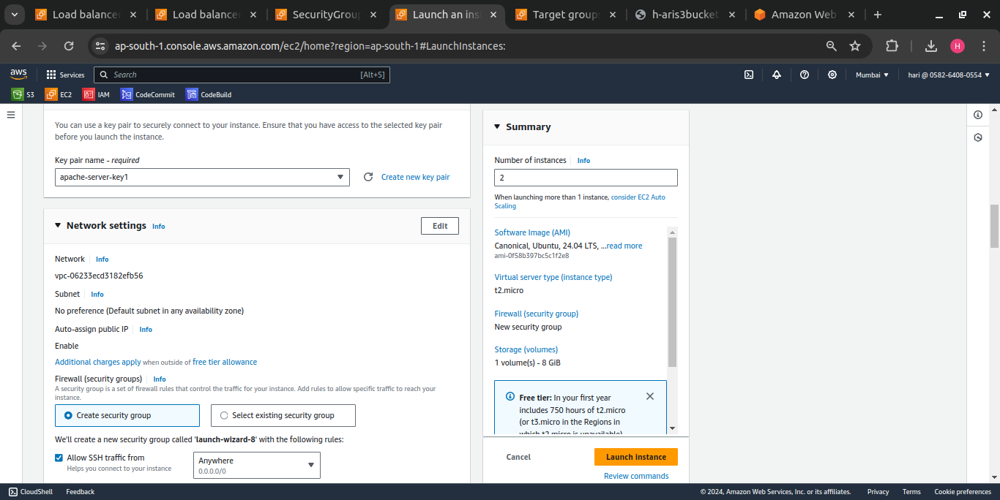 Load balancer
Load balancer
SecurityGroup
Launch an ins
Target groups
h-aris3bucket
Amazon Web
ap-south-1.console.aws.amazon.com/ec2/home?region=ap-south-1#LaunchInstances:
H
aws
Services
Search
[Alt+S]
Mumbai
hari @ 0582-6408-0554
S3
EC2
IAM
CodeCommit
CodeBuild
You can use a key pair to securely connect to your instance. Ensure that you have access to the selected key pair
before you launch the instance.
Key pair name - required
apache-server-key1
Create new key pair
Network settings Info
Edit
Network Info
vpc-06233ecd3182efb56
Subnet Info
No preference (Default subnet in any availability zone)
Auto-assign public IP Info
Enable
Additional charges apply when outside of free tier allowance
Firewall (security groups) Info
A security group is a set of firewall rules that control the traffic for your instance. Add rules to allow specific traffic to reach your
instance.
Create security group
Select existing security group
We'll create a new security group called 'launch-wizard-8' with the following rules:
Allow SSH traffic from
Helps you connect to your instance
Anywhere
0.0.0.0/0
Summary
Number of instances Info
2
When launching more than 1 instance, consider EC2 Auto
Scaling
Software Image (AMI)
Canonical, Ubuntu, 24.04 LTS, ...read more
ami-0f58b397bc5c1f2e8
Virtual server type (instance type)
t2.micro
Firewall (security group)
New security group
Storage (volumes)
1 volume(s) - 8 GiB
Free tier: In your first year
includes 750 hours of t2.micro
(or t3.micro in the Regions in
which t2.micro is unavailable)
Cancel
Launch instance
Review commands
CloudShell
Feedback
© 2024, Amazon Web Services, Inc. or its affiliates.
Privacy
Terms
Cookie preferences